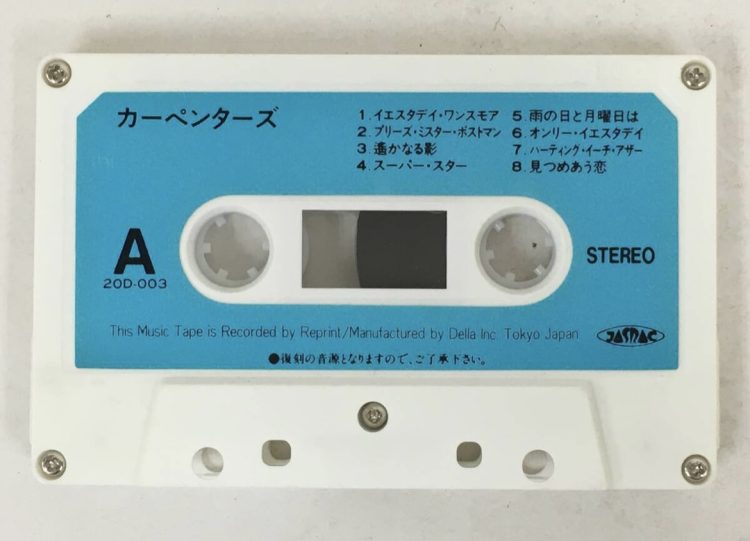 カーペンターズ
1.イエスタデイ・ワンスモア
2.プリーズ・ミスター・ポストマン
3.遙かなる影
4.スーパー・スター
5.雨の日と月曜日は
6.オンリー・イエスタデイ
7.ハーティング・イーチ・アザー
8.見つめあう恋
A
20D-003
STEREO
This Music Tape is Recorded by Reprint/Manufactured by Della Inc. Tokyo Japan
JASRAC
●復刻の音源となりますので、ご了承下さい。